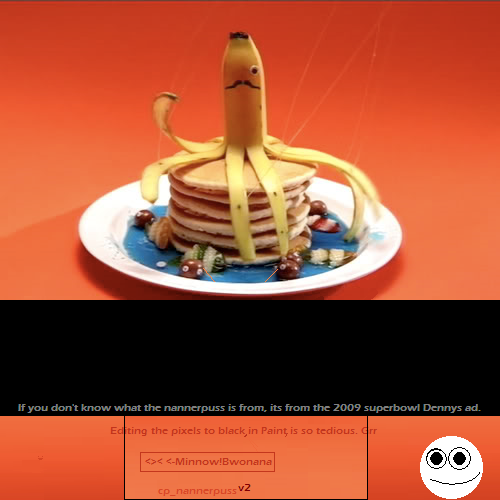 If you don't know what the nannerpuss is from, its from the 2009 superbowl Dennys ad.
Editing the pixels to black,in Paint,is so tedious. Grr
<>< <-Minnow!Bwonana
cp_nannerpuss v2